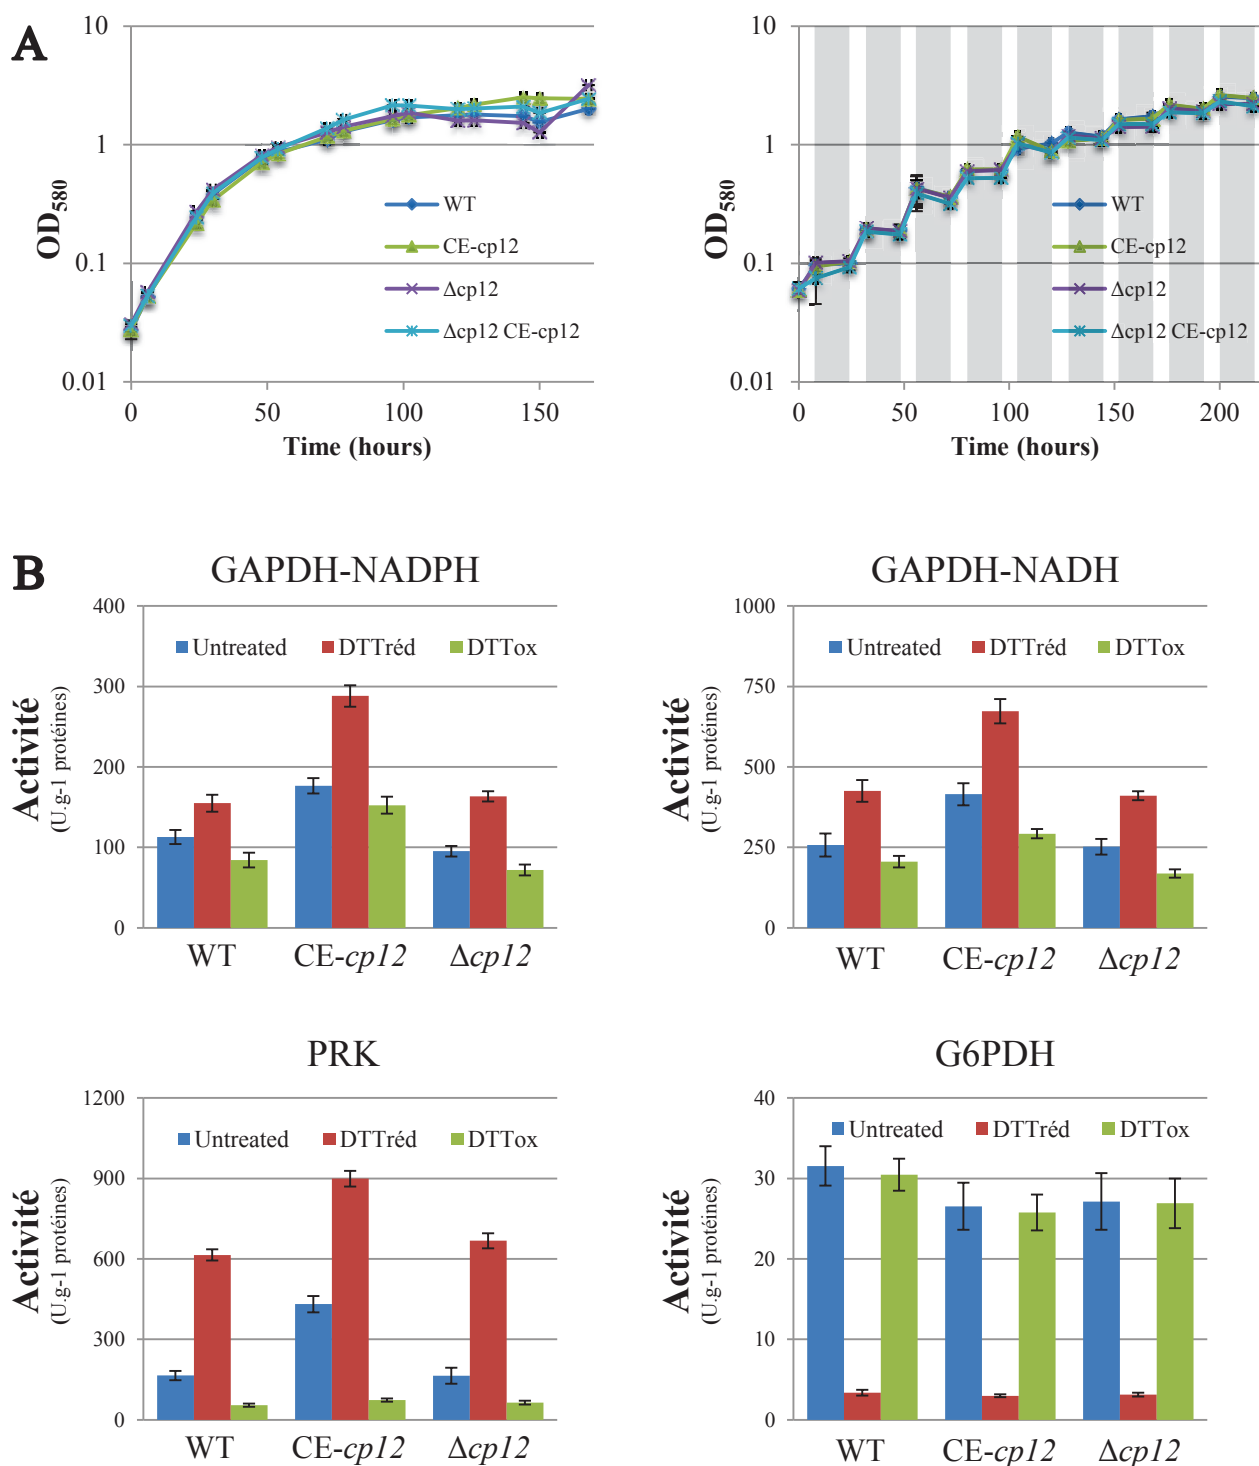 A
10
1
0.1
0.01
OD580
WT
CE-cp12
Δcp12
Δcp12 CE-cp12
0 50 100 150
Time (hours)
10
1
0.1
0.01
OD580
WT
CE-cp12
Δcp12
Δcp12 CE-cp12
0 50 100 150 200
Time (hours)
B
GAPDH-NADPH
400
300
200
100
0
Activité
(U.g-1 protéines)
Untreated DTTréd DTTox
WT CE-cp12 Δcp12
GAPDH-NADH
1000
750
500
250
0
Activité
(U.g-1 protéines)
Untreated DTTréd DTTox
WT CE-cp12 Δcp12
PRK
1200
900
600
300
0
Activité
(U.g-1 protéines)
Untreated DTTréd DTTox
WT CE-cp12 Δcp12
G6PDH
40
30
20
10
0
Activité
(U.g-1 protéines)
Untreated DTTréd DTTox
WT CE-cp12 Δcp12